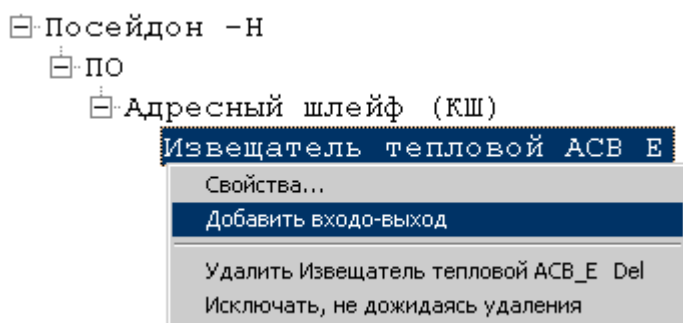 Посейдон -Н
ПО
Адресный шлейф (КШ)
Извещатель тепловой АСВ Е
Свойства...
Добавить входо-выход
Удалить Извещатель тепловой ACB_E Del
Исключать, не дожидаясь удаления